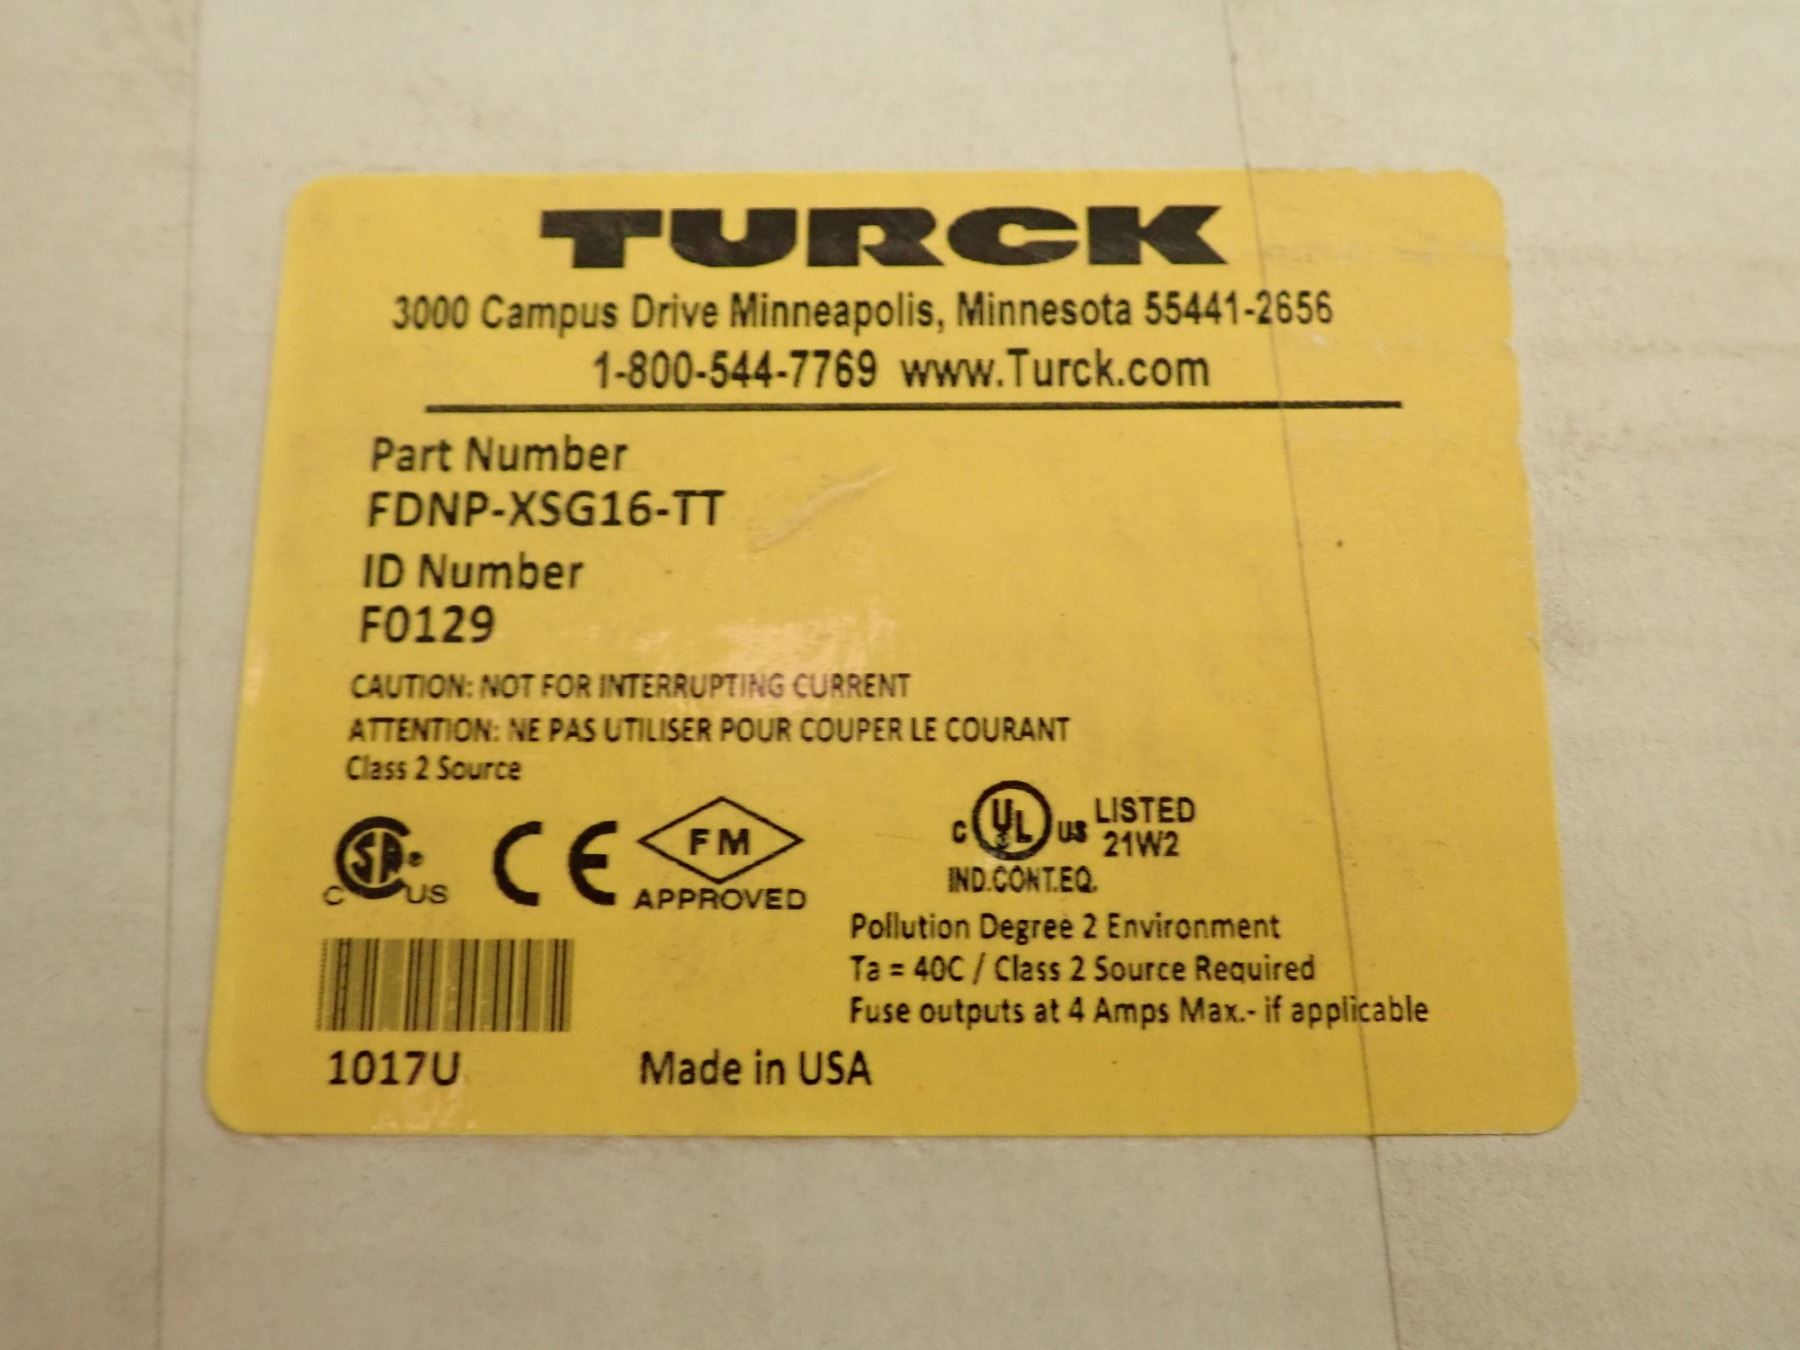 TURCK
3000 Campus Drive Minneapolis, Minnesota 55441-2656
1-800-544-7769 www.Turck.com
Part Number
FDNP-XSG16-TT
ID Number
F0129
CAUTION: NOT FOR INTERRUPTING CURRENT
ATTENTION: NE PAS UTILISER POUR COUPER LE COURANT
Class 2 Source
C SA® US
CE
FM
APPROVED
C UL US LISTED
21W2
IND.CONT.EQ.
Pollution Degree 2 Environment
Ta = 40C / Class 2 Source Required
Fuse outputs at 4 Amps Max.- if applicable
1017U
Made in USA